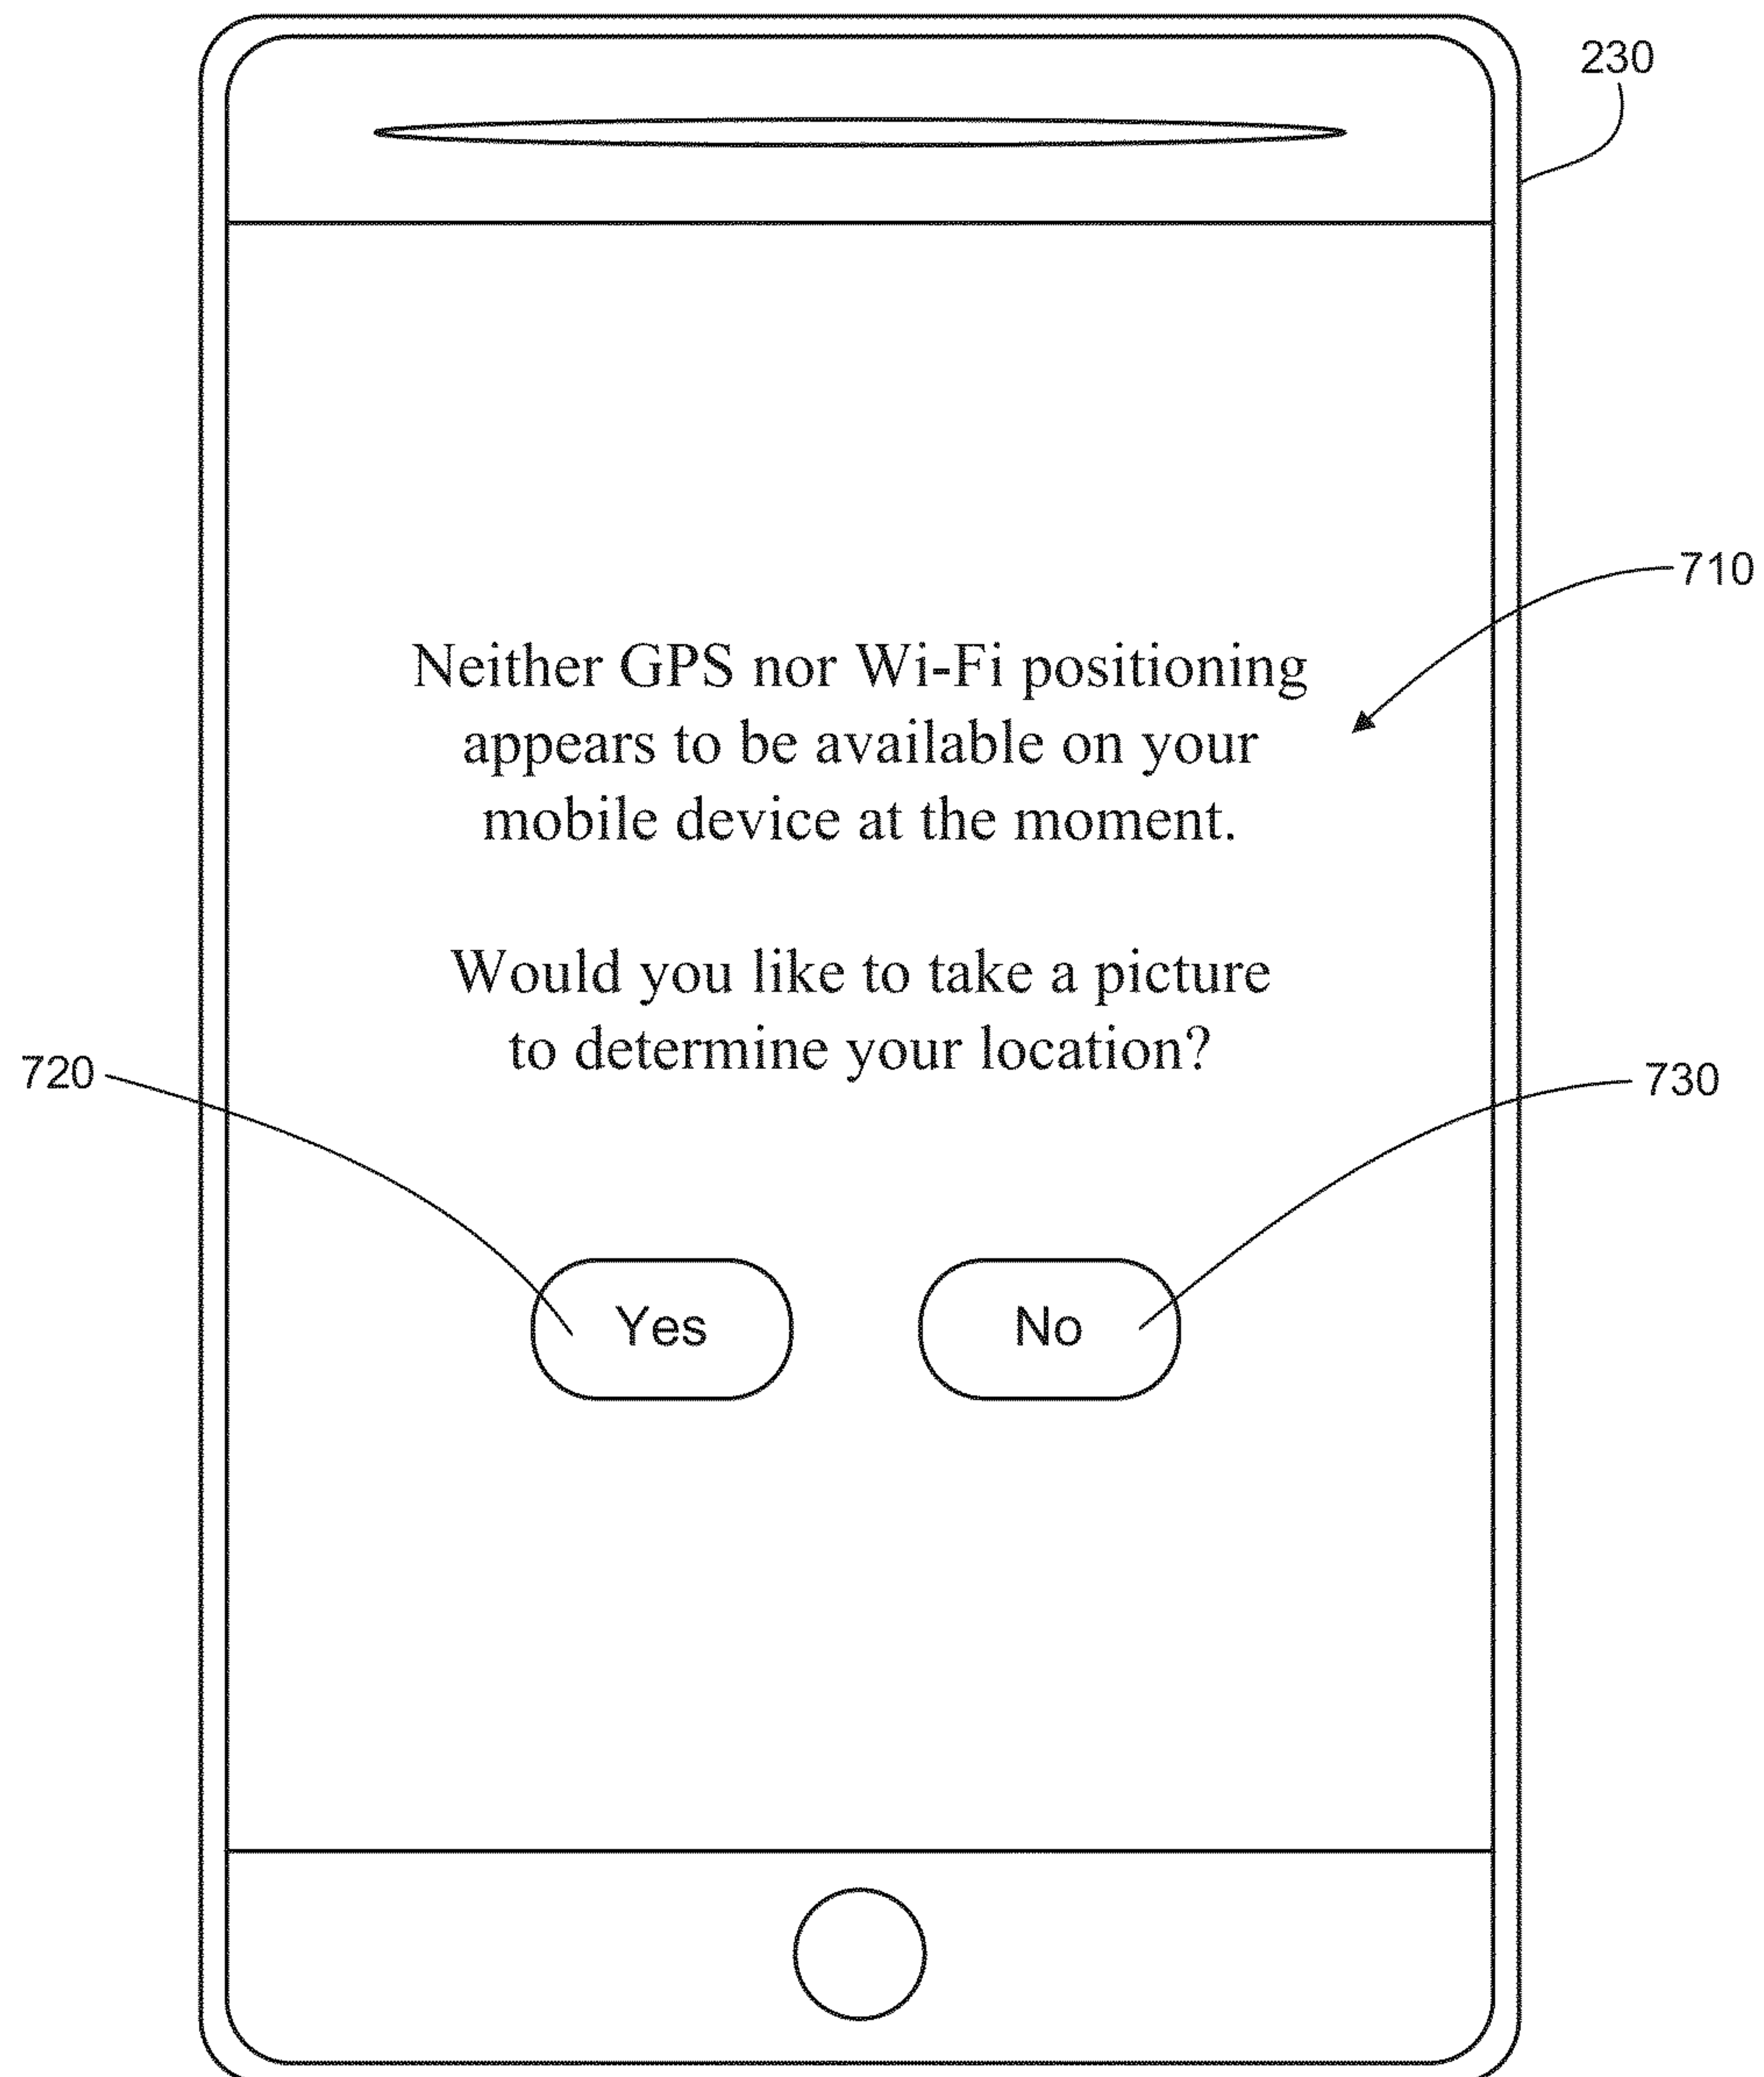 230
710
Neither GPS nor Wi-Fi positioning
appears to be available on your
mobile device at the moment.
Would you like to take a picture
to determine your location?
720
730
Yes
No